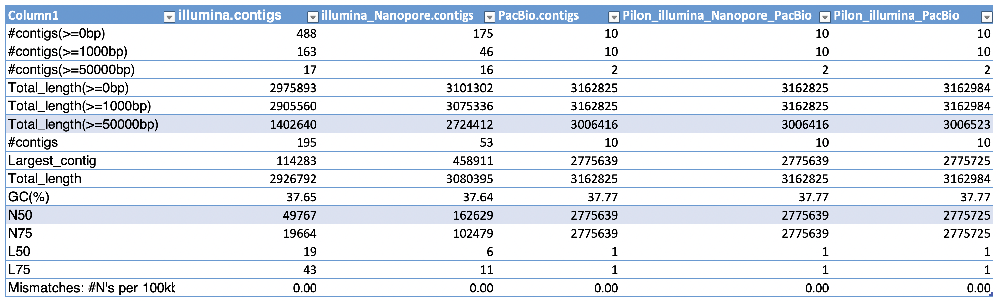 Column1 illumina.contigs illumina_Nanopore.contigs PacBio.contigs Pilon_illumina_Nanopore_PacBio Pilon_illumina_PacBio
#contigs(>=0bp) 488 175 10 10 10
#contigs(>=1000bp) 163 46 10 10 10
#contigs(>=50000bp) 17 16 2 2 2
Total_length(>=0bp) 2975893 3101302 3162825 3162825 3162984
Total_length(>=1000bp) 2905560 3075336 3162825 3162825 3162984
Total_length(>=50000bp) 1402640 2724412 3006416 3006416 3006523
#contigs 195 53 10 10 10
Largest_contig 114283 458911 2775639 2775639 2775725
Total_length 2926792 3080395 3162825 3162825 3162984
GC(%) 37.65 37.64 37.77 37.77 37.77
N50 49767 162629 2775639 2775639 2775725
N75 19664 102479 2775639 2775639 2775725
L50 19 6 1 1 1
L75 43 11 1 1 1
Mismatches: #N's per 100kb 0.00 0.00 0.00 0.00 0.00